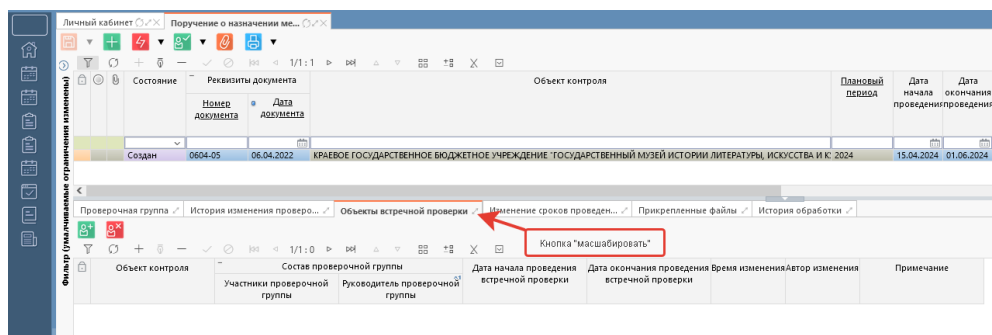 Личный кабинет
Поручение о назначении ме...
1/1:1
Состояние
Реквизиты документа
Объект контроля
Плановый период
Дата начала проведения
Дата окончания проведения
Номер документа
Дата документа
Создан 0604-05 06.04.2022 КРАЕВОЕ ГОСУДАРСТВЕННОЕ БЮДЖЕТНОЕ УЧРЕЖДЕНИЕ "ГОСУДАРСТВЕННЫЙ МУЗЕЙ ИСТОРИИ ЛИТЕРАТУРЫ, ИСКУССТВА И К 2024 15.04.2024 01.06.2024
Фильтр (умалчиваемые ограничения изменены)
Проверочная группа
История изменения проверо...
Объекты встречной проверки
Изменение сроков проведен...
Прикрепленные файлы
История обработки
Кнопка "масшабировать"
1/1:0
Объект контроля
Состав проверочной группы
Участники проверочной группы
Руководитель проверочной группы
Дата начала проведения встречной проверки
Дата окончания проведения встречной проверки
Время изменения
Автор изменения
Примечание